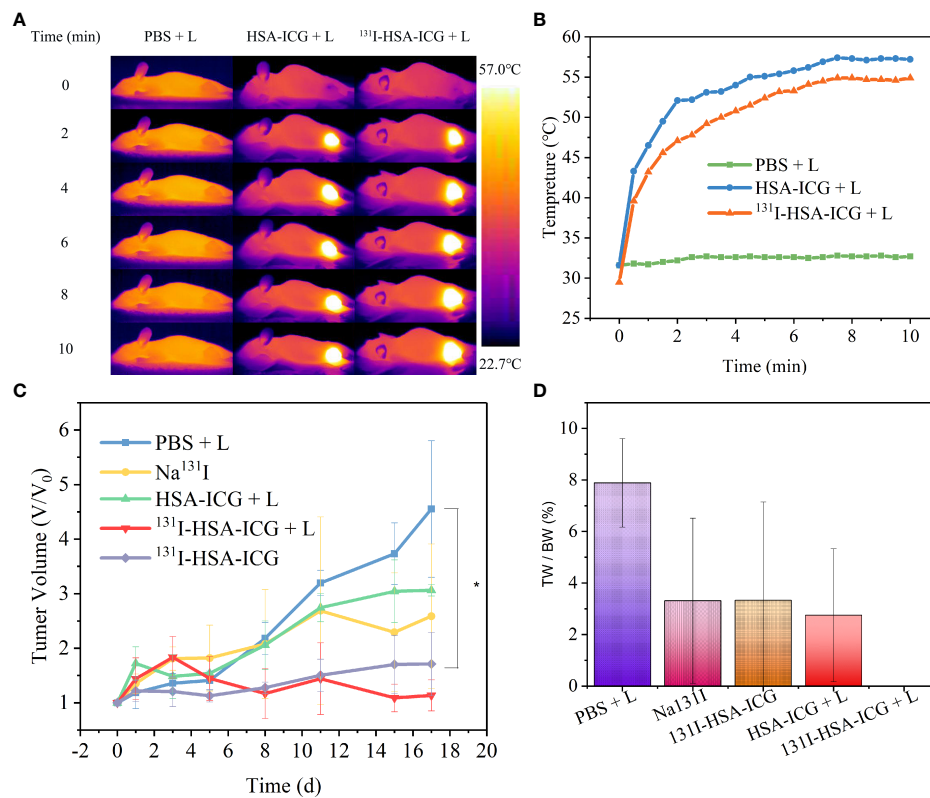 A
Time (min) PBS + L HSA-ICG + L ¹³¹I-HSA-ICG + L
0
2
4
6
8
10
57.0℃
22.7℃
B
60
55
50
45
40
35
30
25
Tempreture (°C)
PBS + L
HSA-ICG + L
¹³¹I-HSA-ICG + L
0 2 4 6 8 10
Time (min)
C
6
5
4
3
2
1
Tumer Volume (V/V₀)
PBS + L
Na¹³¹I
HSA-ICG + L
¹³¹I-HSA-ICG + L
¹³¹I-HSA-ICG
*
-2 0 2 4 6 8 10 12 14 16 18 20
Time (d)
D
10
8
6
4
2
0
TW / BW (%)
PBS + L
Na131I
131I-HSA-ICG
HSA-ICG + L
131I-HSA-ICG + L